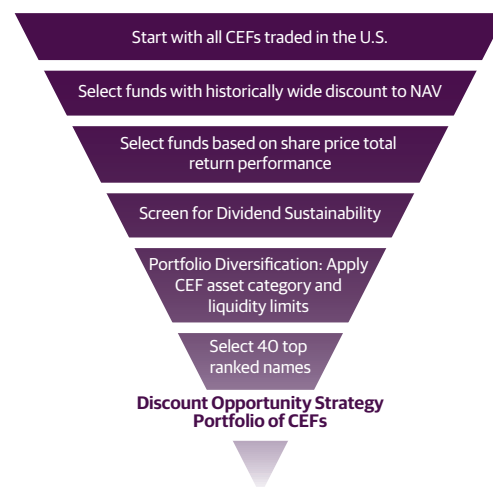 Start with all CEFs traded in the U.S.
Select funds with historically wide discount to NAV
Select funds based on share price total
return performance
Screen for Dividend Sustainability
Portfolio Diversification: Apply
CEF asset category and
liquidity limits
Select 40 top
ranked names
Discount Opportunity Strategy
Portfolio of CEFs